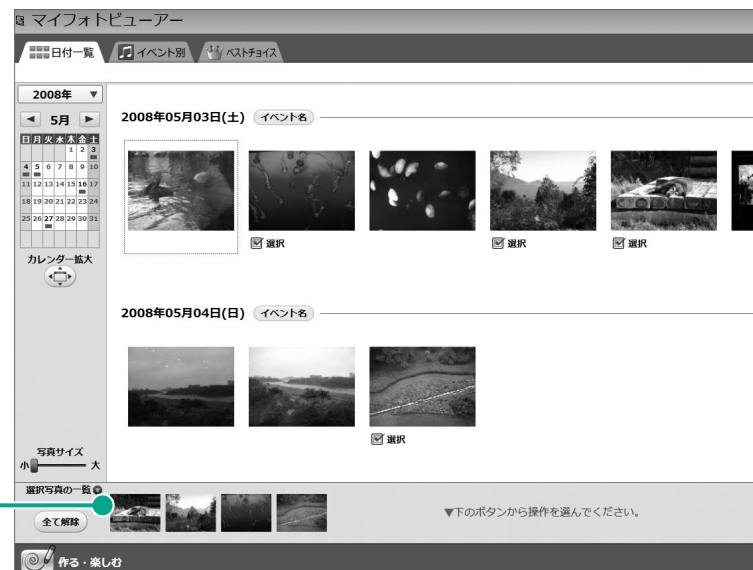 マイフォトビューアー
日付一覧 イベント別 ベストチョイス
2008年 ▼
◀ 5月 ▶
日 月 火 水 木 金 土
1 2 3
4 5 6 7 8 9 10
11 12 13 14 15 16 17
18 19 20 21 22 23 24
25 26 27 28 29 30 31
カレンダー拡大
2008年05月03日(土) イベント名
選択 選択 選択
2008年05月04日(日) イベント名
選択
写真サイズ
小 大
選択写真の一覧
全て解除
▼下のボタンから操作を選んでください。
作る・楽しむ